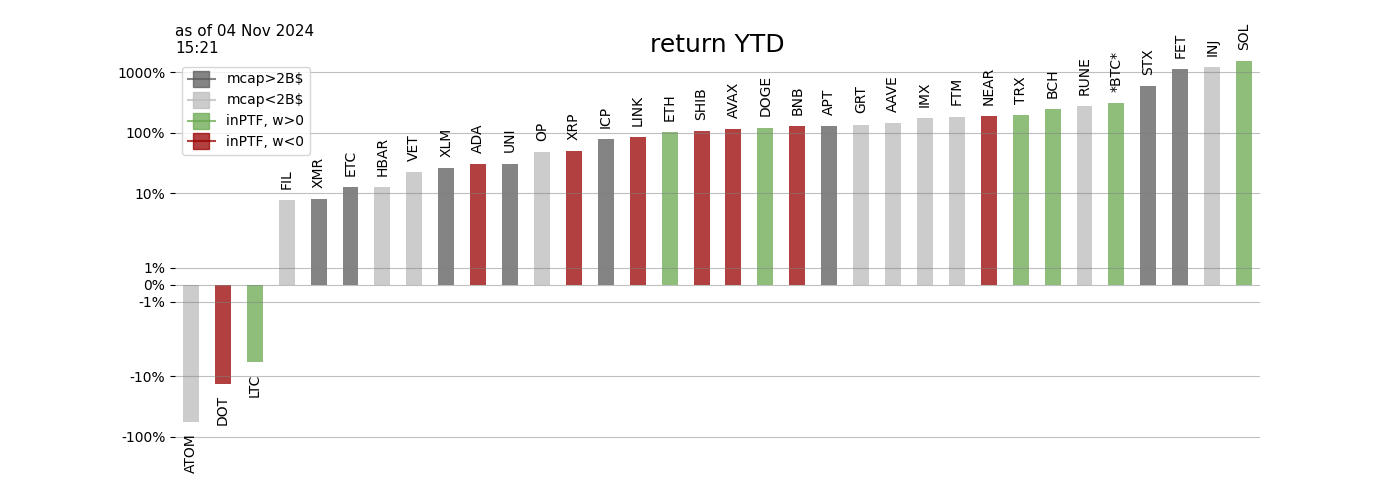 as of 04 Nov 2024
15:21
return YTD
mcap>2B$
mcap<2B$
inPTF, w>0
inPTF, w<0
1000%
100%
10%
1%
0%
-1%
-10%
-100%
ATOM
DOT
LTC
FIL
XMR
ETC
HBAR
VET
XLM
ADA
UNI
OP
XRP
ICP
LINK
ETH
SHIB
AVAX
DOGE
BNB
APT
GRT
AAVE
IMX
FTM
NEAR
TRX
BCH
RUNE
*BTC*
STX
FET
INJ
SOL